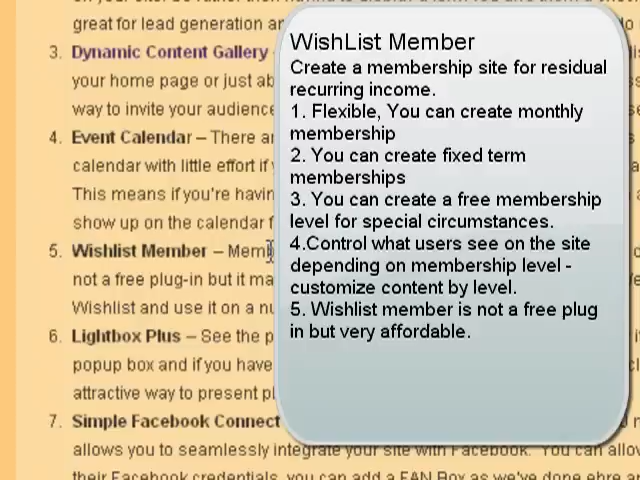 great for lead generation
3. Dynamic Content Gallery
your home page or just ab
way to invite your audience
4. Event Calendar – There
calendar with little effort if
This means if you're havin
show up on the calendar f
5. Wishlist Member – Mem
not a free plug-in but it ma
Wishlist and use it on a
6. Lightbox Plus – See the p
popup box and if you have
attractive way to present
7. Simple Facebook Connect
allows you to seamlessly integrate your site with Facebook. You can
their Facebook credentials, you can add a FAN Box as we've done ehre
WishList Member
Create a membership site for residual
recurring income.
1. Flexible, You can create monthly
membership
2. You can create fixed term
memberships
3. You can create a free membership
level for special circumstances.
4.Control what users see on the site
depending on membership level -
customize content by level.
5. Wishlist member is not a free plug
in but very affordable.